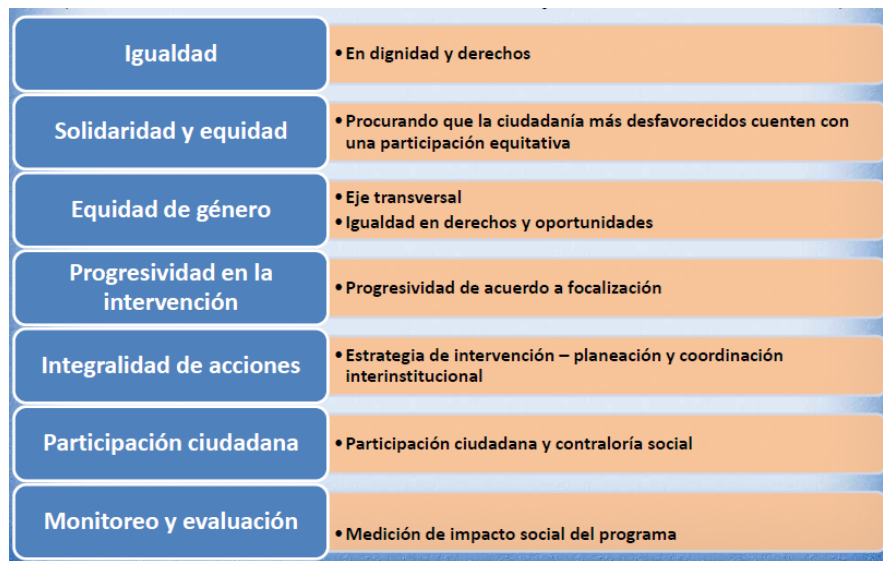 Igualdad
• En dignidad y derechos
Solidaridad y equidad
• Procurando que la ciudadanía más desfavorecidos cuenten con
una participación equitativa
Equidad de género
• Eje transversal
• Igualdad en derechos y oportunidades
Progresividad en la
intervención
• Progresividad de acuerdo a focalización
Integralidad de acciones
• Estrategia de intervención – planeación y coordinación
interinstitucional
Participación ciudadana
• Participación ciudadana y contraloría social
Monitoreo y evaluación
• Medición de impacto social del programa